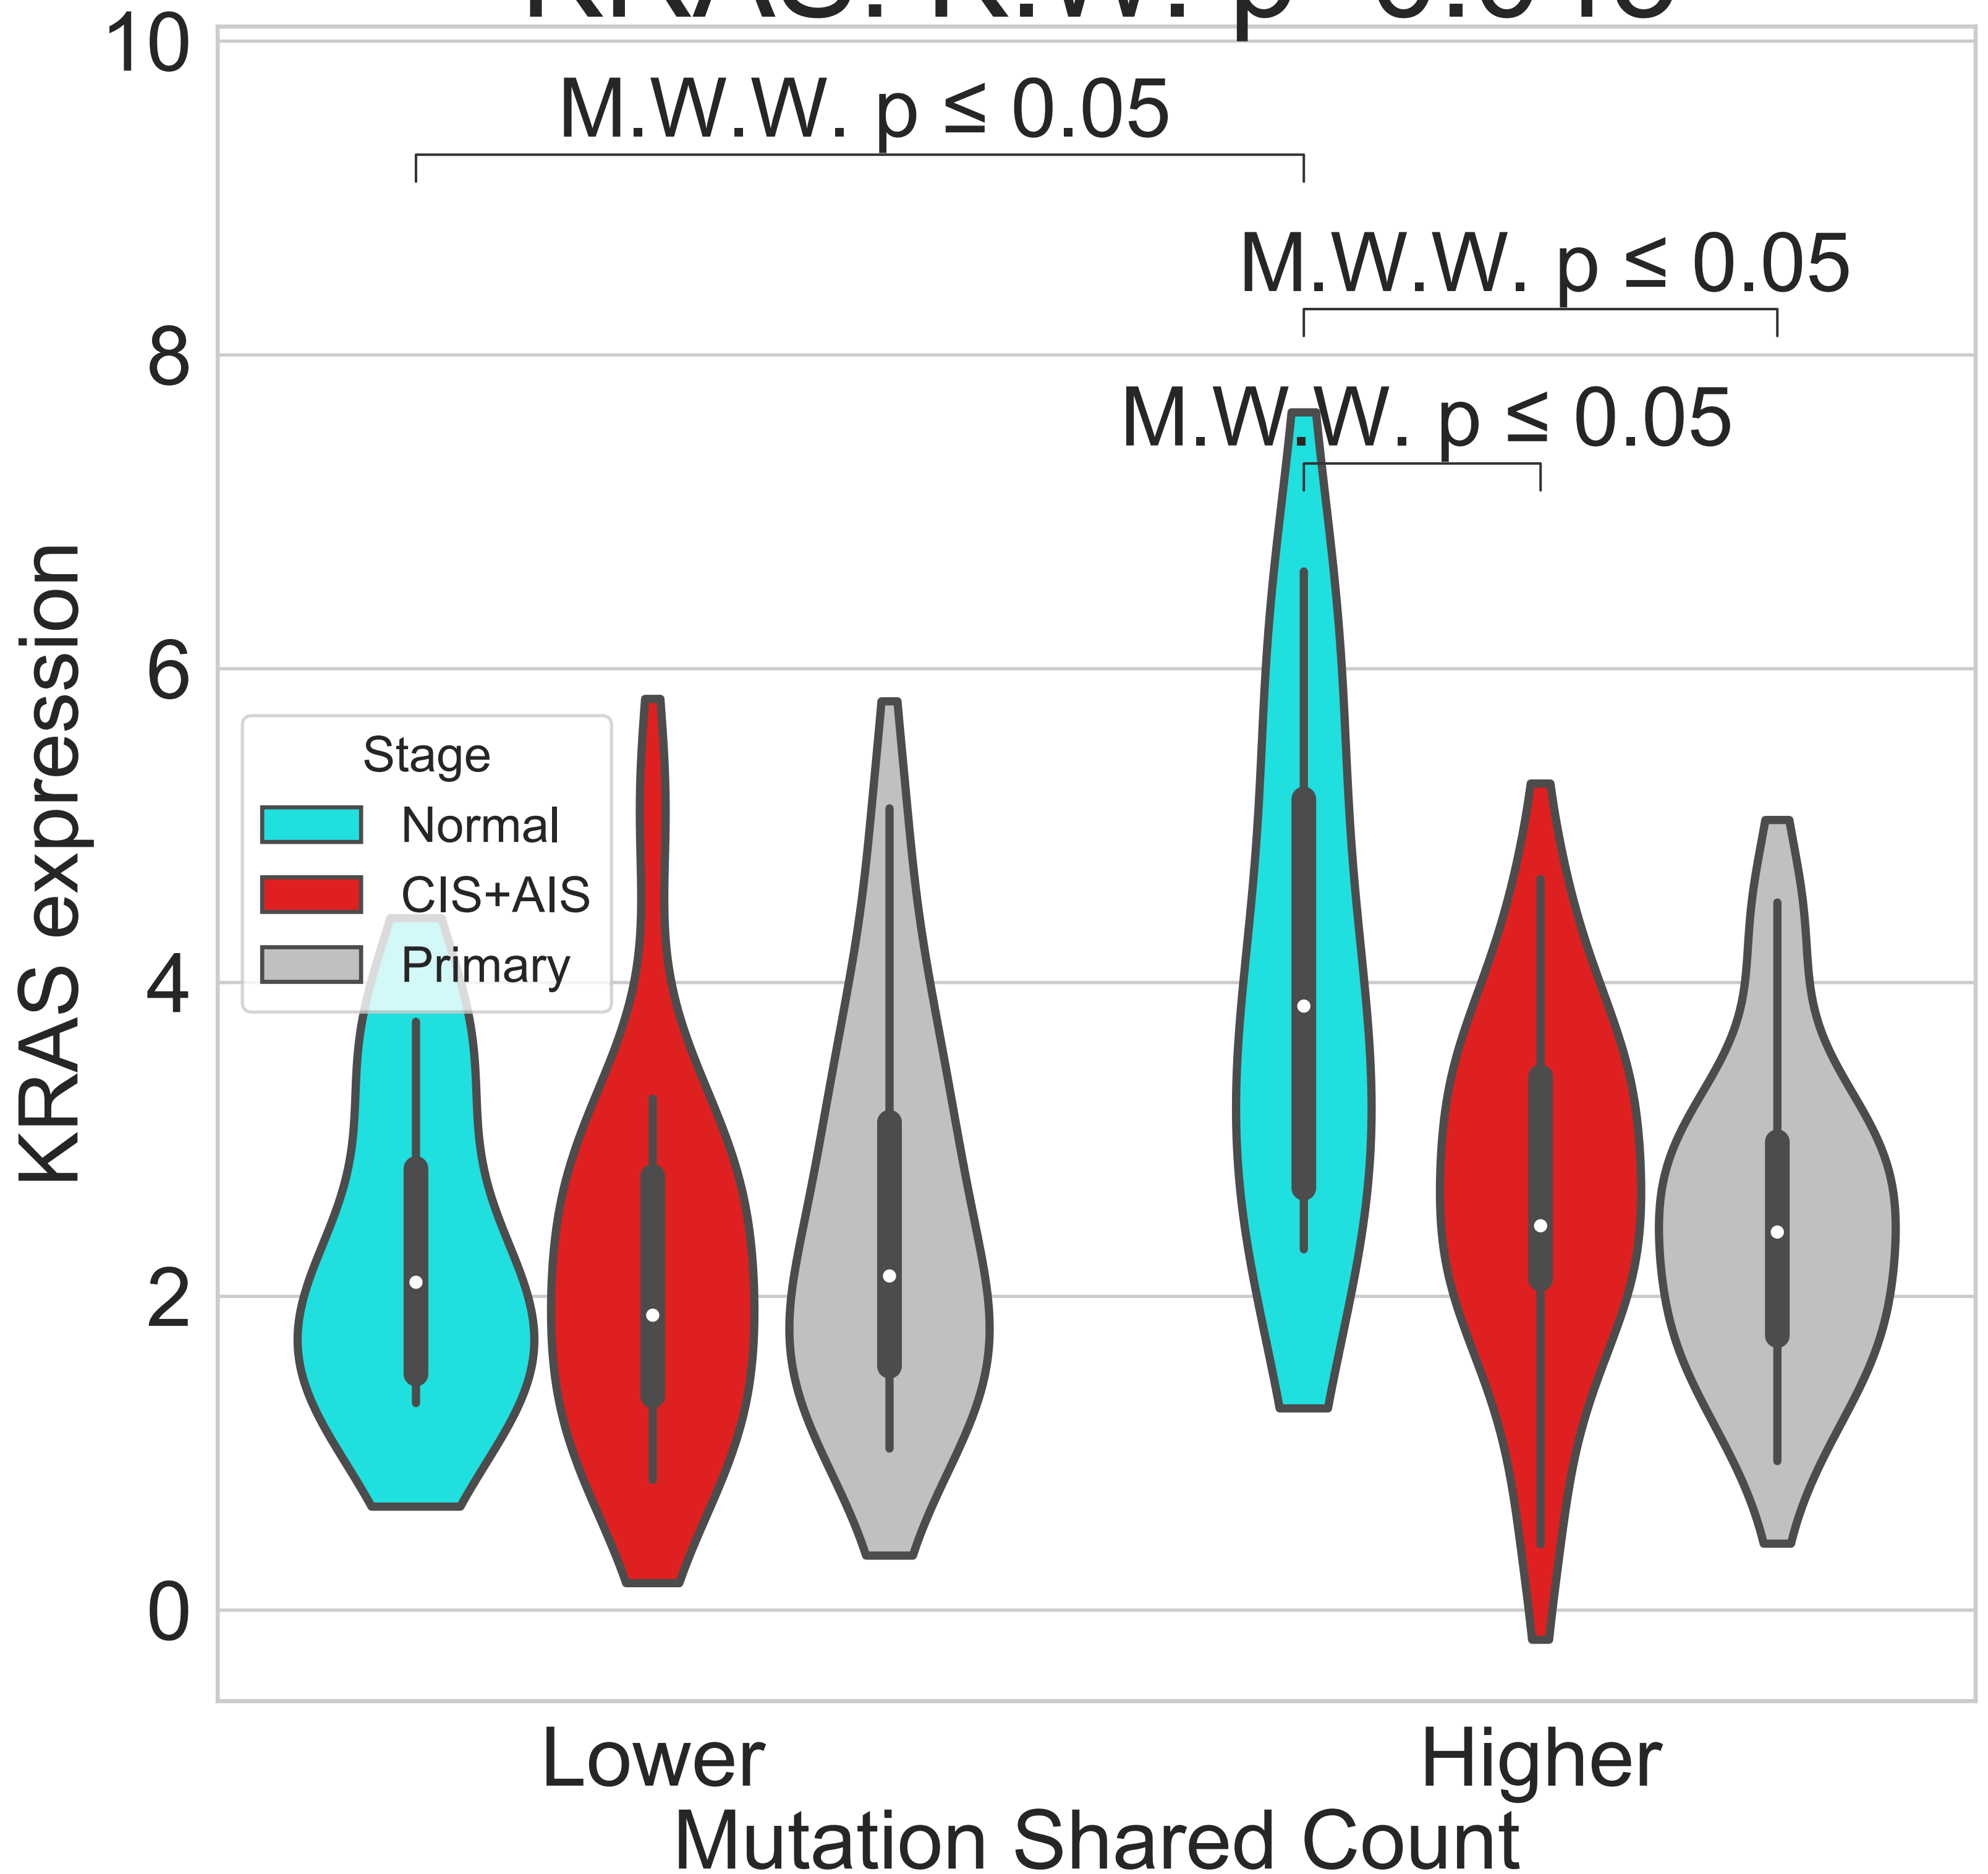 10
M.W.W. p ≤ 0.05
M.W.W. p ≤ 0.05
8
M.W.W. p ≤ 0.05
6
KRAS expression
Stage
Normal
CIS+AIS
Primary
4
2
0
Lower
Higher
Mutation Shared Count